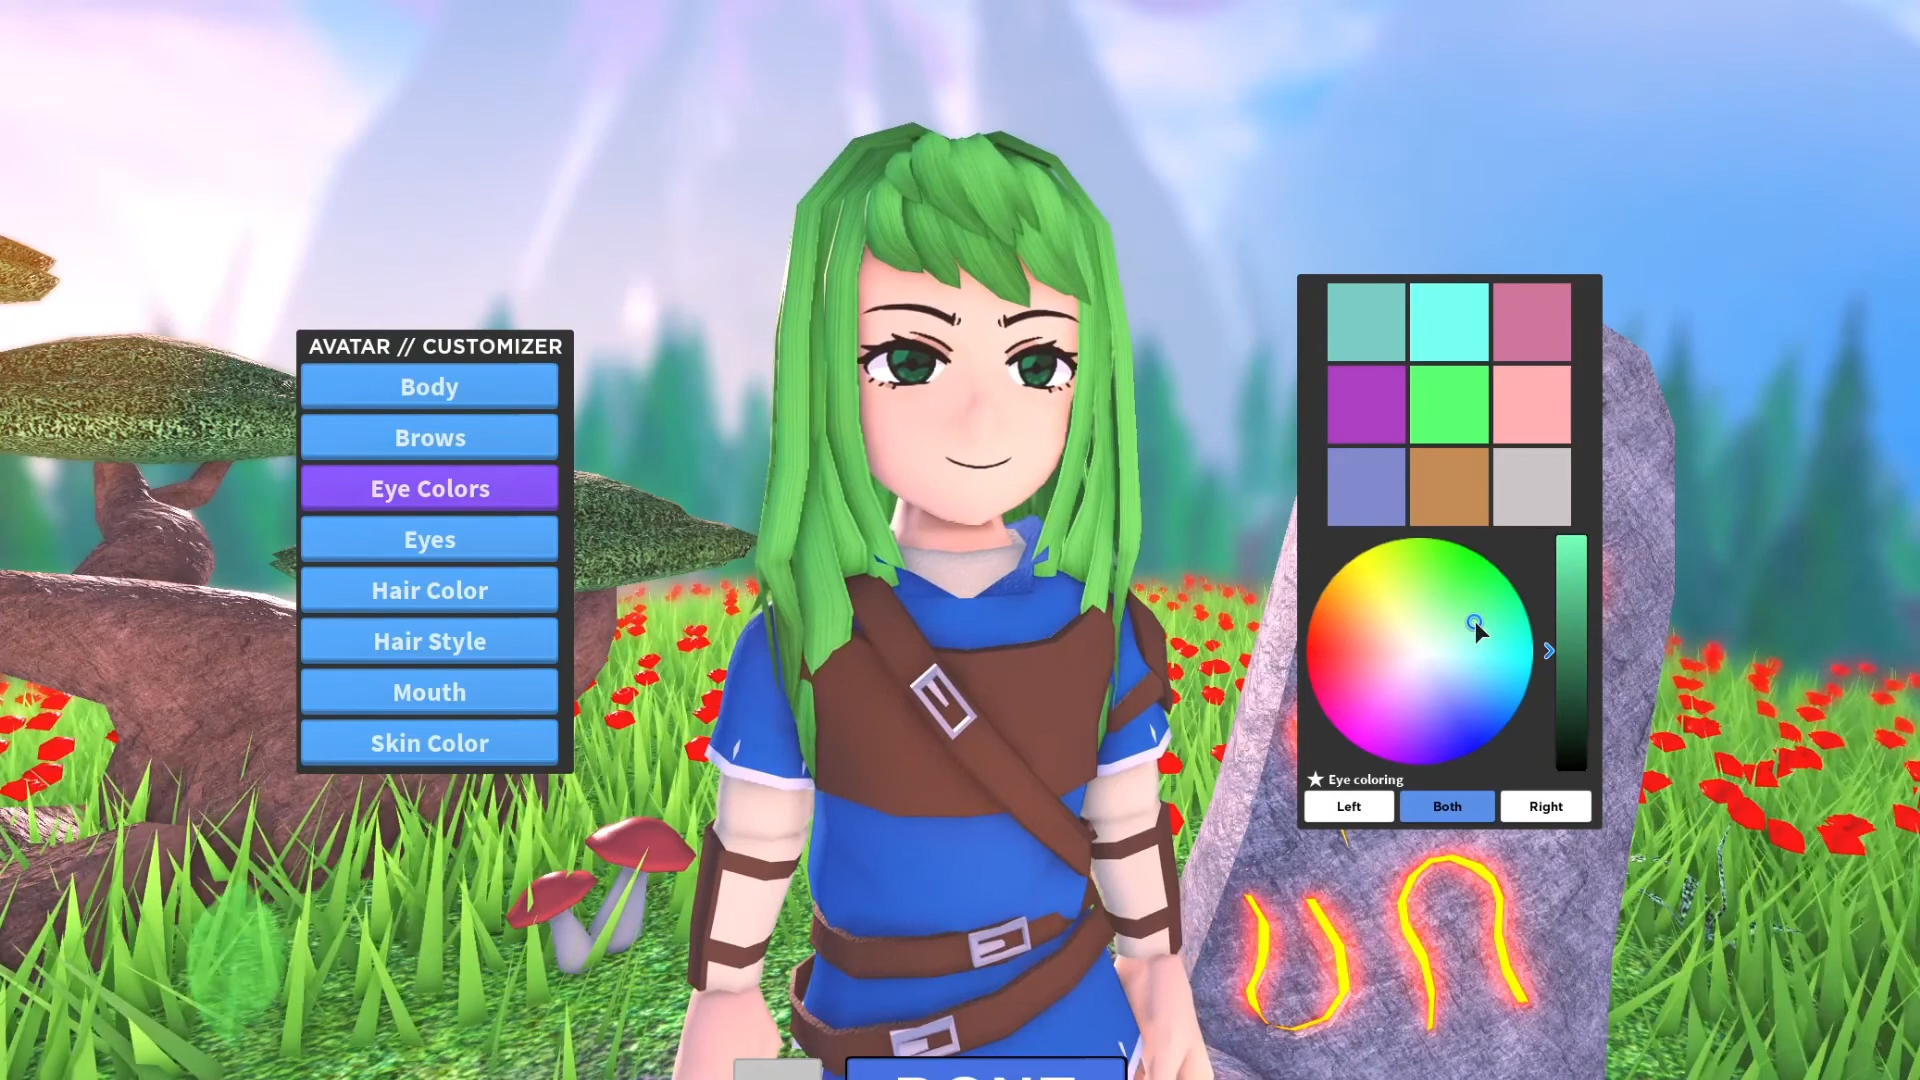 AVATAR // CUSTOMIZER
Body
Brows
Eye Colors
Eyes
Hair Color
Hair Style
Mouth
Skin Color
Eye coloring
Left
Both
Right
DONE